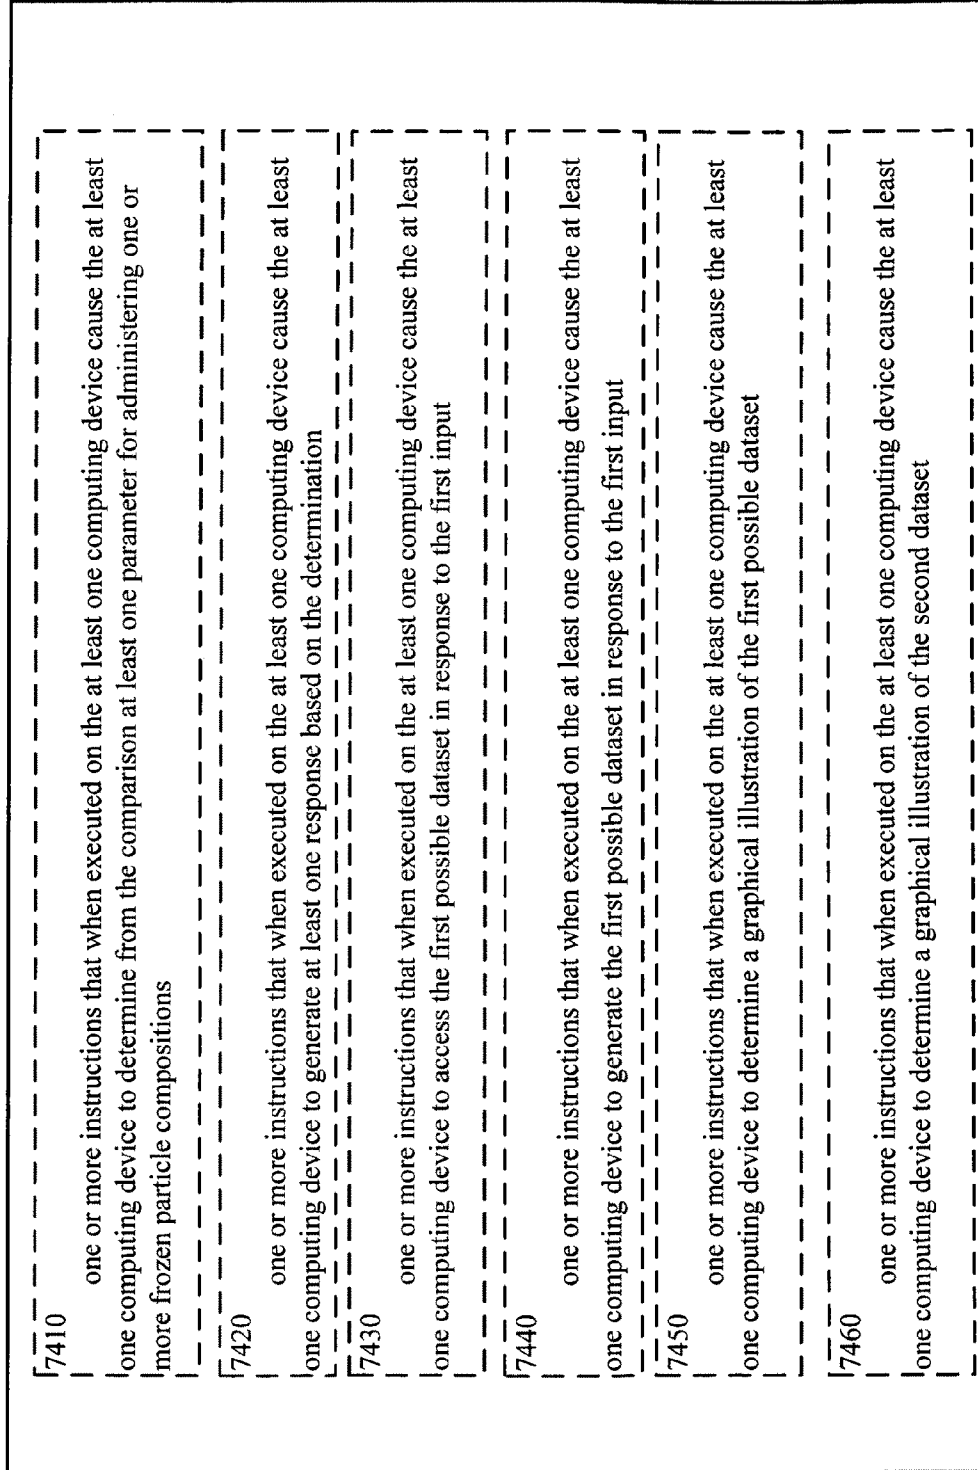 7410
one or more instructions that when executed on the at least one computing device cause the at least
one computing device to determine from the comparison at least one parameter for administering one or
more frozen particle compositions
7420
one or more instructions that when executed on the at least one computing device cause the at least
one computing device to generate at least one response based on the determination
7430
one or more instructions that when executed on the at least one computing device cause the at least
one computing device to access the first possible dataset in response to the first input
7440
one or more instructions that when executed on the at least one computing device cause the at least
one computing device to generate the first possible dataset in response to the first input
7450
one or more instructions that when executed on the at least one computing device cause the at least
one computing device to determine a graphical illustration of the first possible dataset
7460
one or more instructions that when executed on the at least one computing device cause the at least
one computing device to determine a graphical illustration of the second dataset